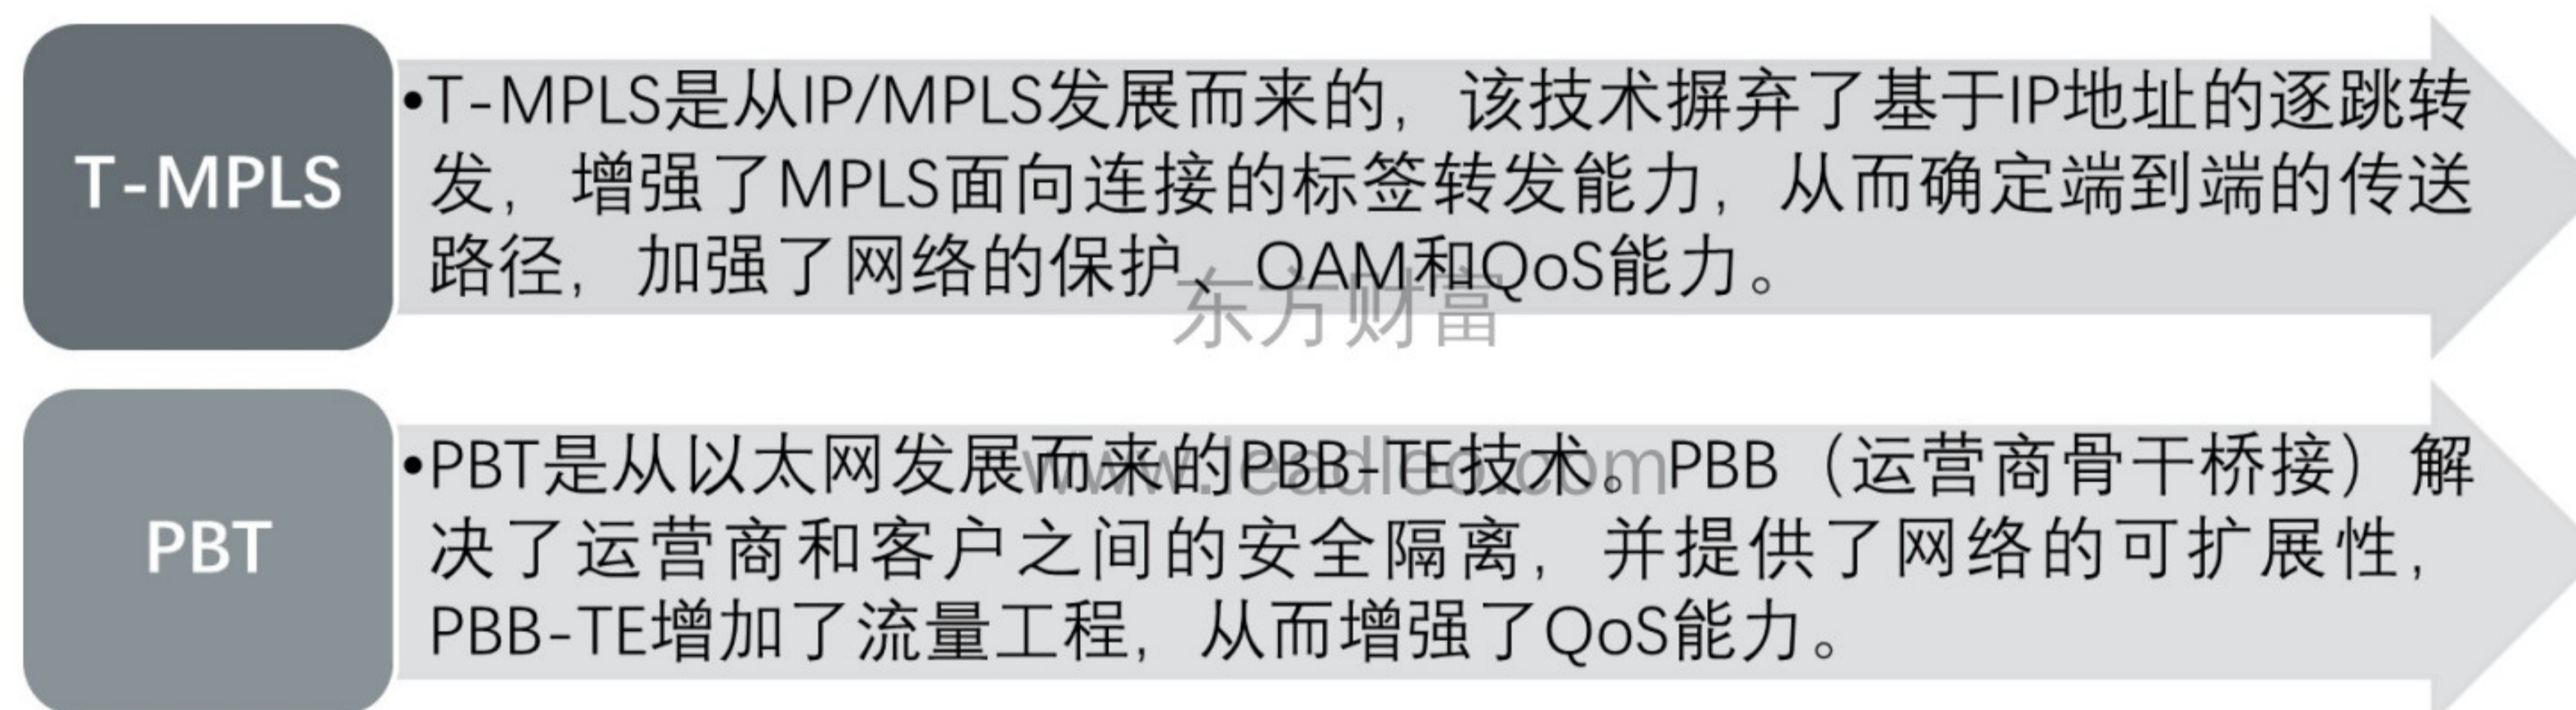 T-MPLS
•T-MPLS是从IP/MPLS发展而来的，该技术摒弃了基于IP地址的逐跳转
发，增强了MPLS面向连接的标签转发能力，从而确定端到端的传送
路径，加强了网络的保护、OAM和QoS能力。
东方财富
PBT
•PBT是从以太网发展而来的PBB-TE技术。PBB（运营商骨干桥接）解
决了运营商和客户之间的安全隔离，并提供了网络的可扩展性，
PBB-TE增加了流量工程，从而增强了QoS能力。
www.leadleo.com